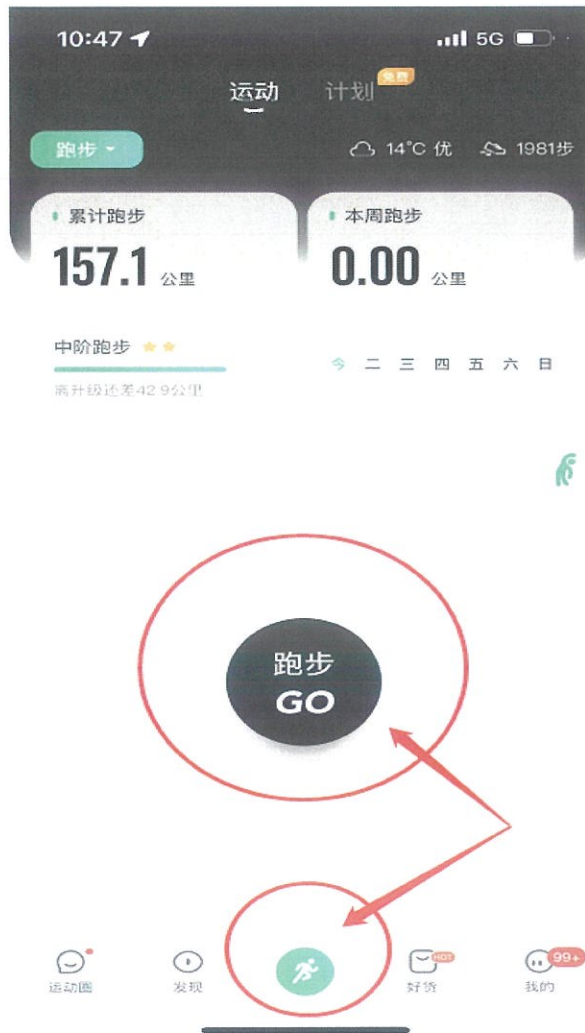 10:47 5G
运动 计划 免费
跑步 14°C 优 1981步
累计跑步 本周跑步
157.1 公里 0.00 公里
中阶跑步
今 二 三 四 五 六 日
离升级还差42.9公里
跑步
GO
HOT 99+
运动圈 发现 好货 我的